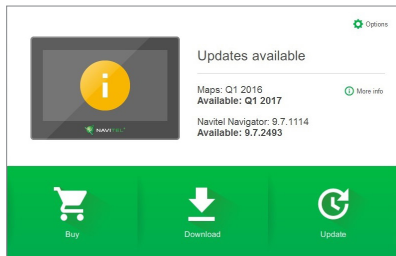 Options
Updates available
Maps: Q1 2016
Available: Q1 2017
More info
Navitel Navigator: 9.7.1114
Available: 9.7.2493
NAVITEL
Buy
Download
Update